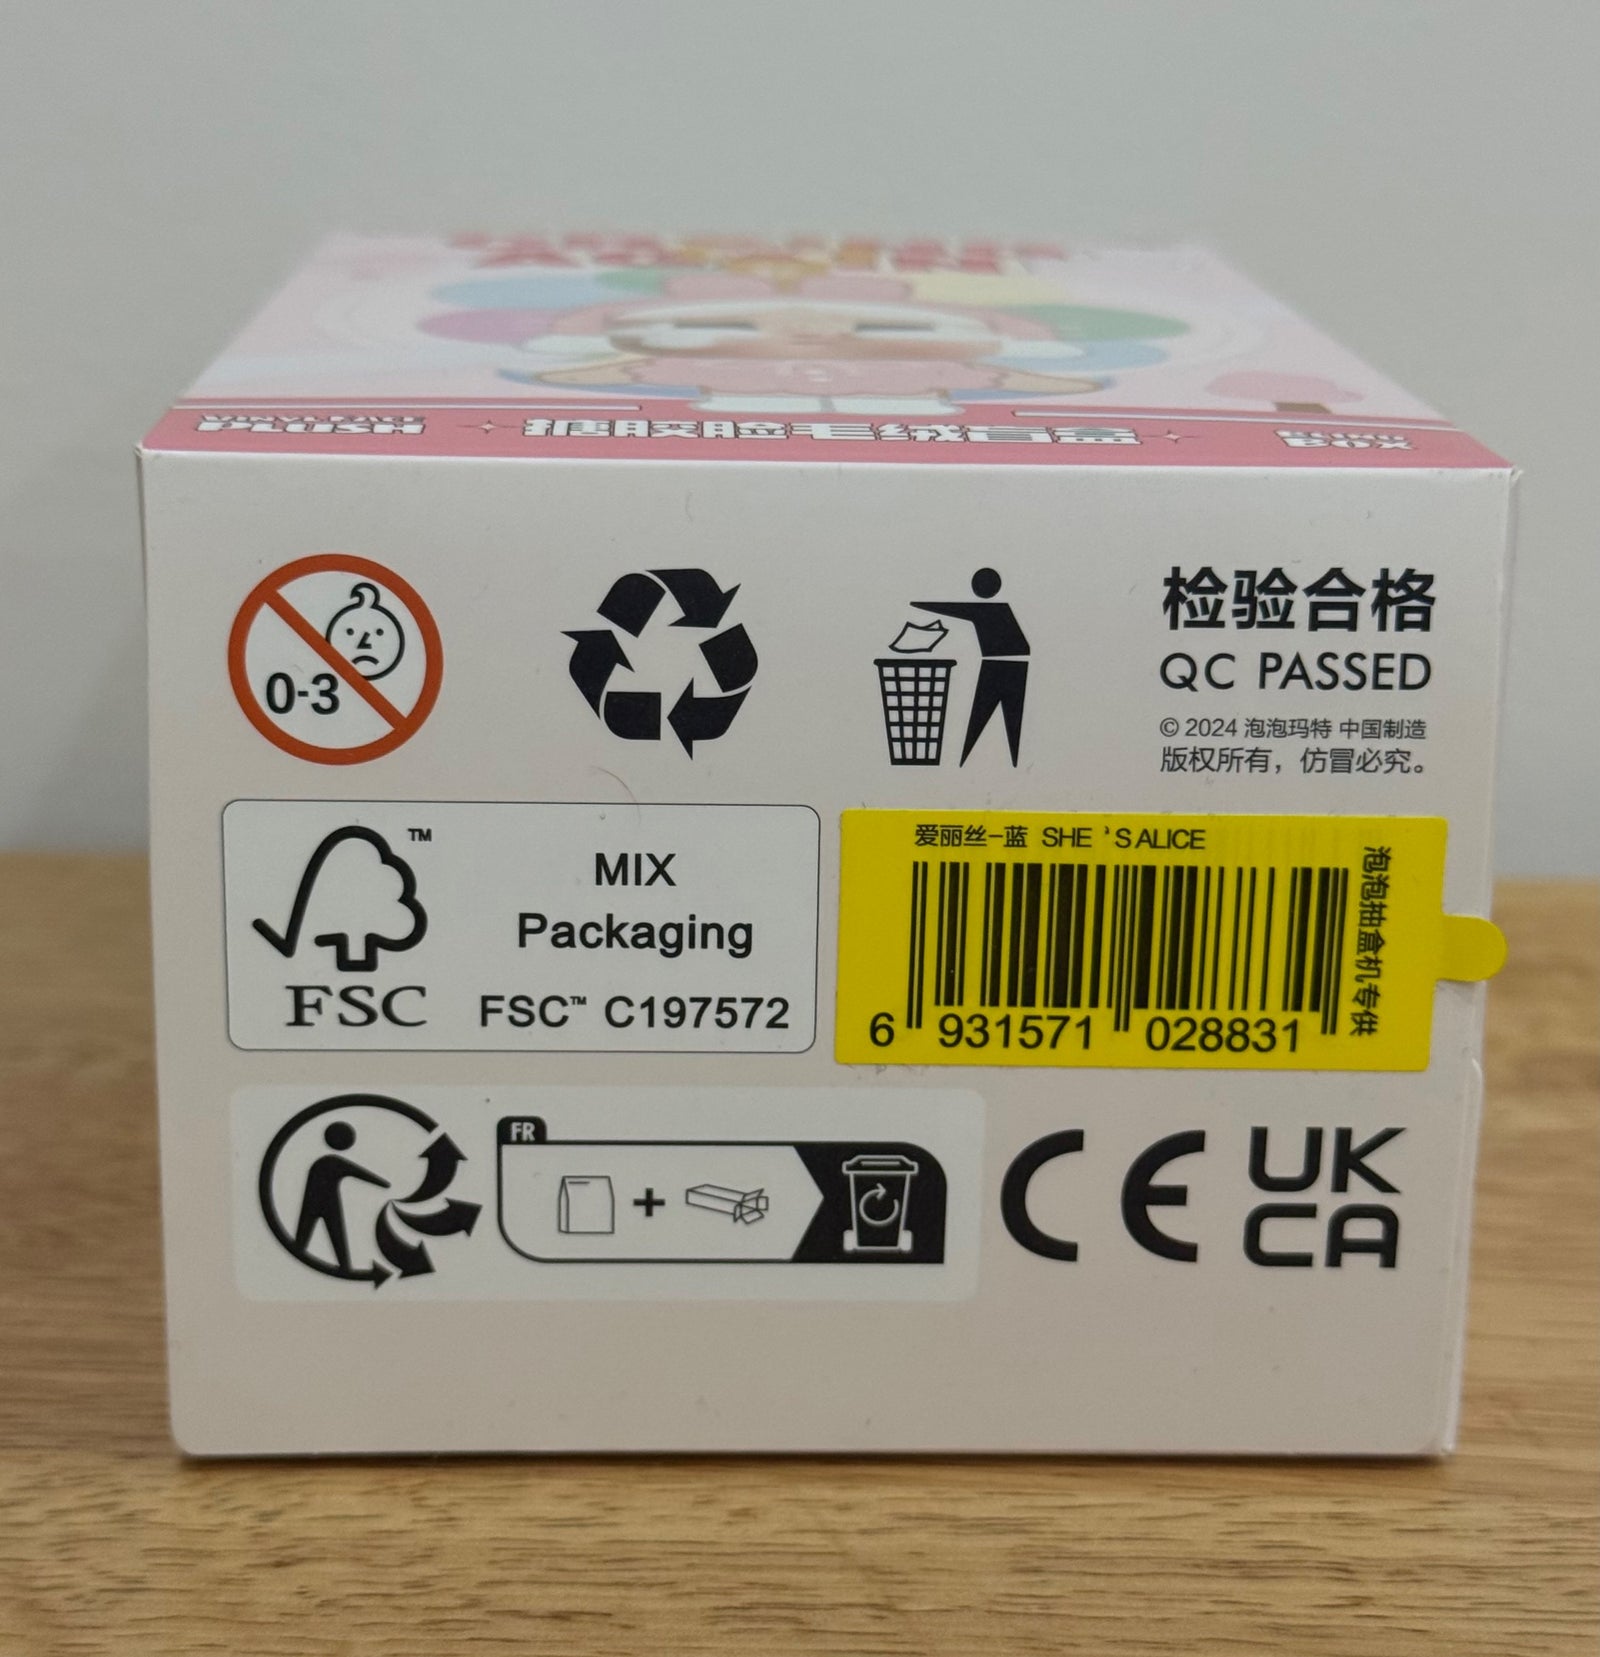 AGAIN
VINYL FACE
PLUSH
搪胶脸毛绒盲盒
BLIND
BOX
0-3
检验合格
QC PASSED
© 2024 泡泡玛特 中国制造
版权所有，仿冒必究。
TM
FSC
MIX
Packaging
FSC™ C197572
爱丽丝-蓝 SHE 'S ALICE
6 931571 028831
泡泡抽盒机专供
FR
CE
UK
CA